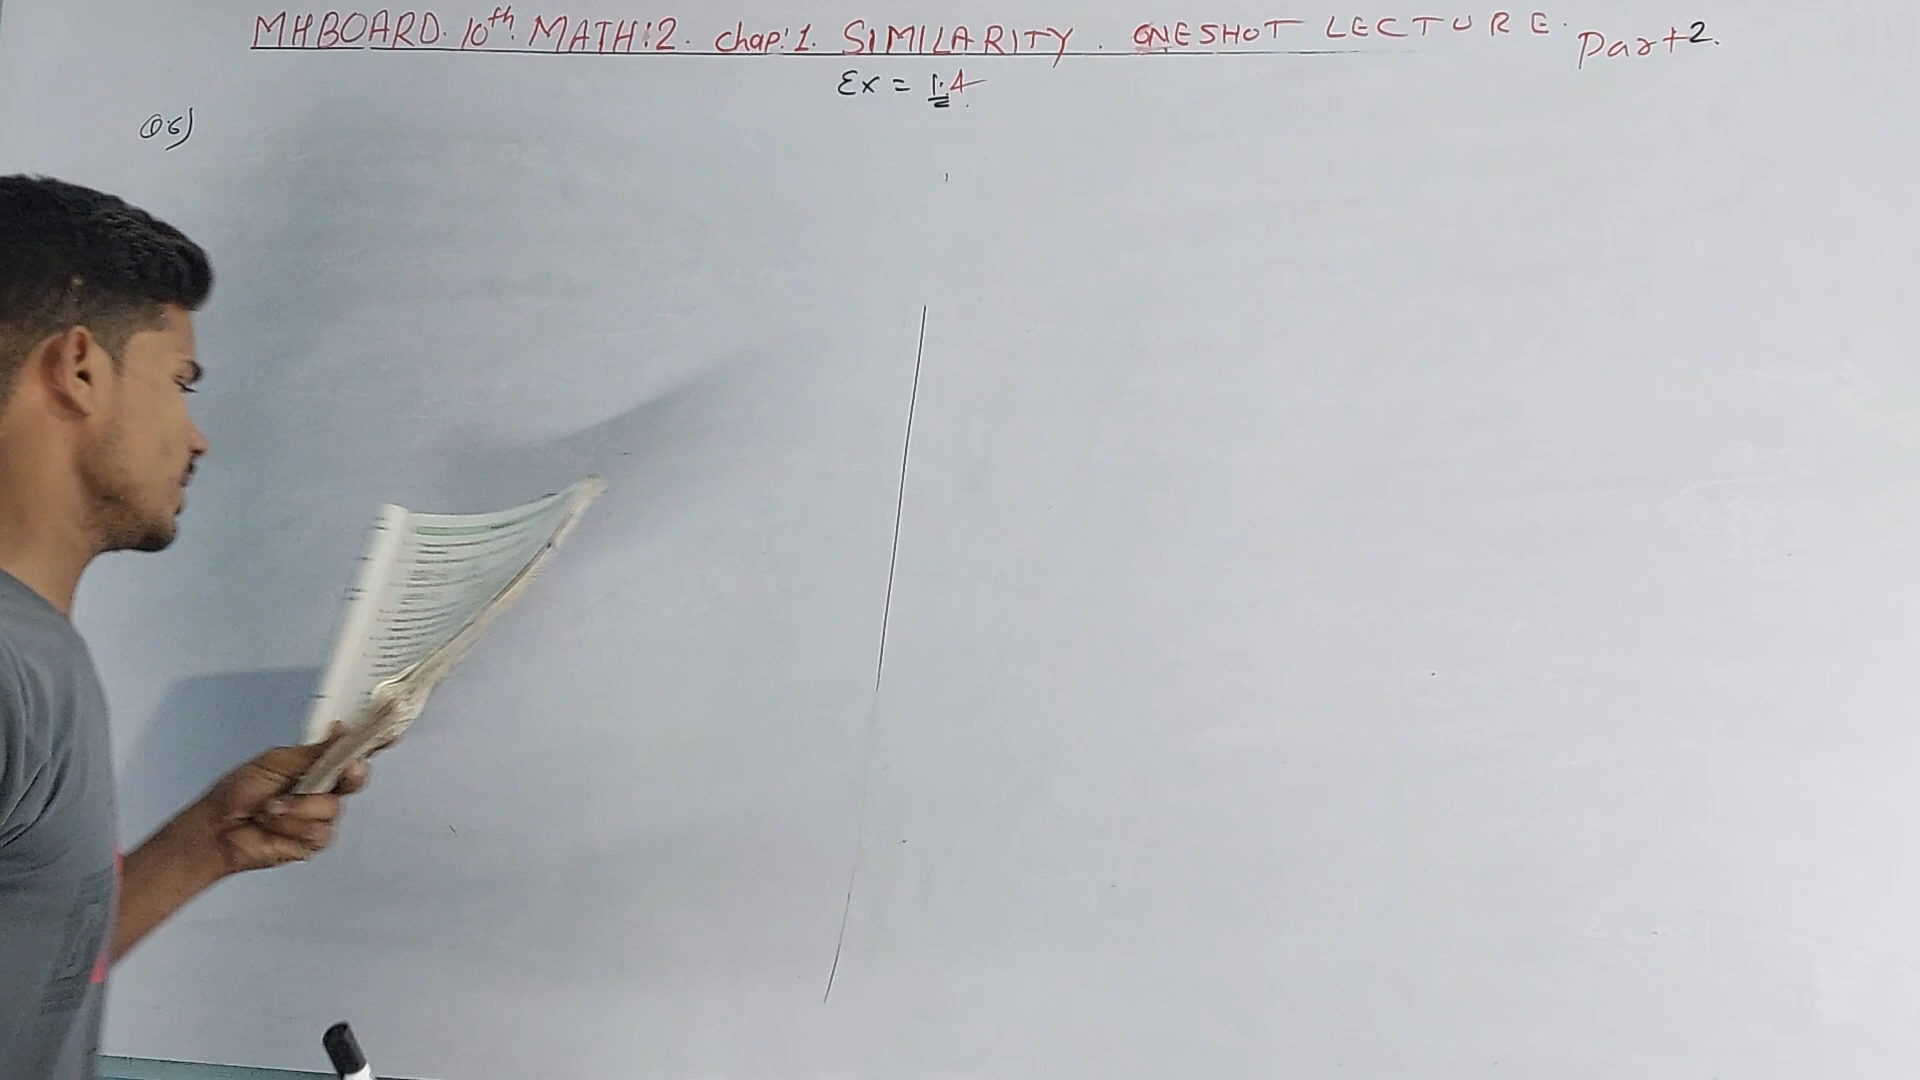 MHBOARD. 10th. MATH:2. Chap:1. SIMILARITY. ONESHOT LECTURE. Part2.
Ex = 1.4
Q6)